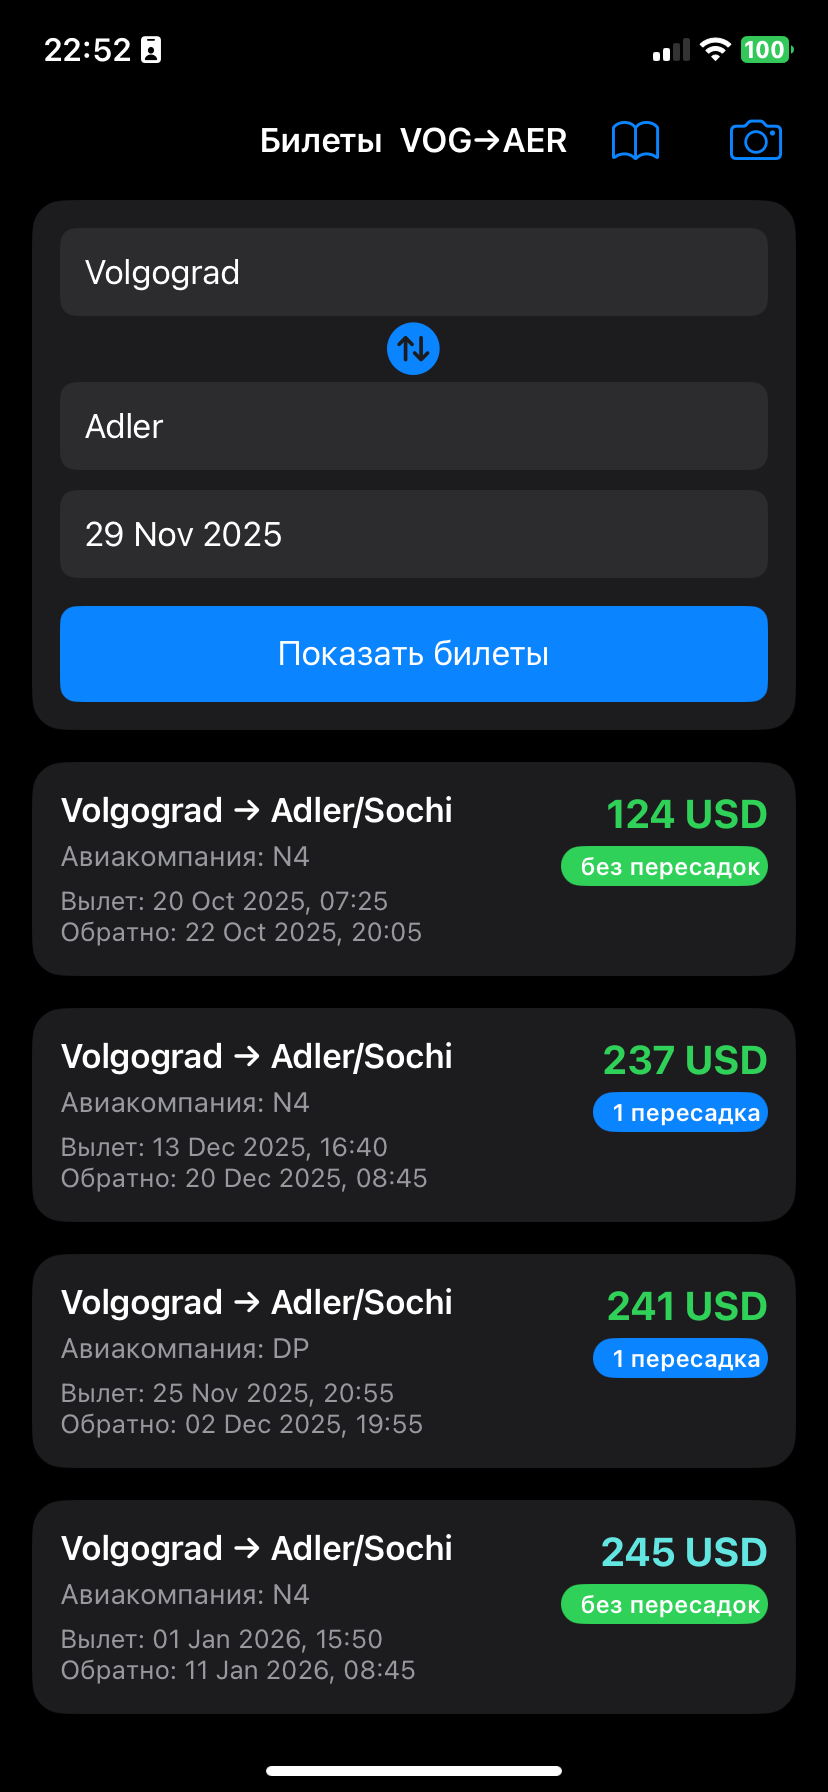 22:52
100
Билеты VOG→AER
Volgograd
Adler
29 Nov 2025
Показать билеты
Volgograd → Adler/Sochi
124 USD
Авиакомпания: N4
без пересадок
Вылет: 20 Oct 2025, 07:25
Обратно: 22 Oct 2025, 20:05
Volgograd → Adler/Sochi
237 USD
Авиакомпания: N4
1 пересадка
Вылет: 13 Dec 2025, 16:40
Обратно: 20 Dec 2025, 08:45
Volgograd → Adler/Sochi
241 USD
Авиакомпания: DP
1 пересадка
Вылет: 25 Nov 2025, 20:55
Обратно: 02 Dec 2025, 19:55
Volgograd → Adler/Sochi
245 USD
Авиакомпания: N4
без пересадок
Вылет: 01 Jan 2026, 15:50
Обратно: 11 Jan 2026, 08:45